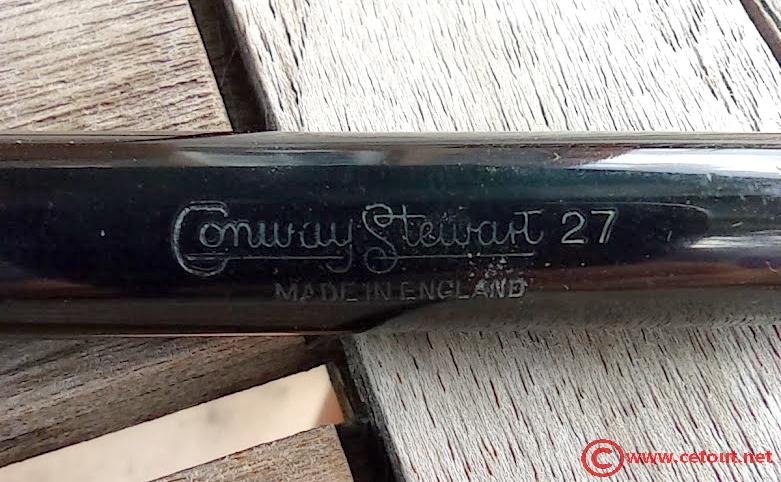 Conway Stewart 27
MADE IN ENGLAND
© www.cetout.net